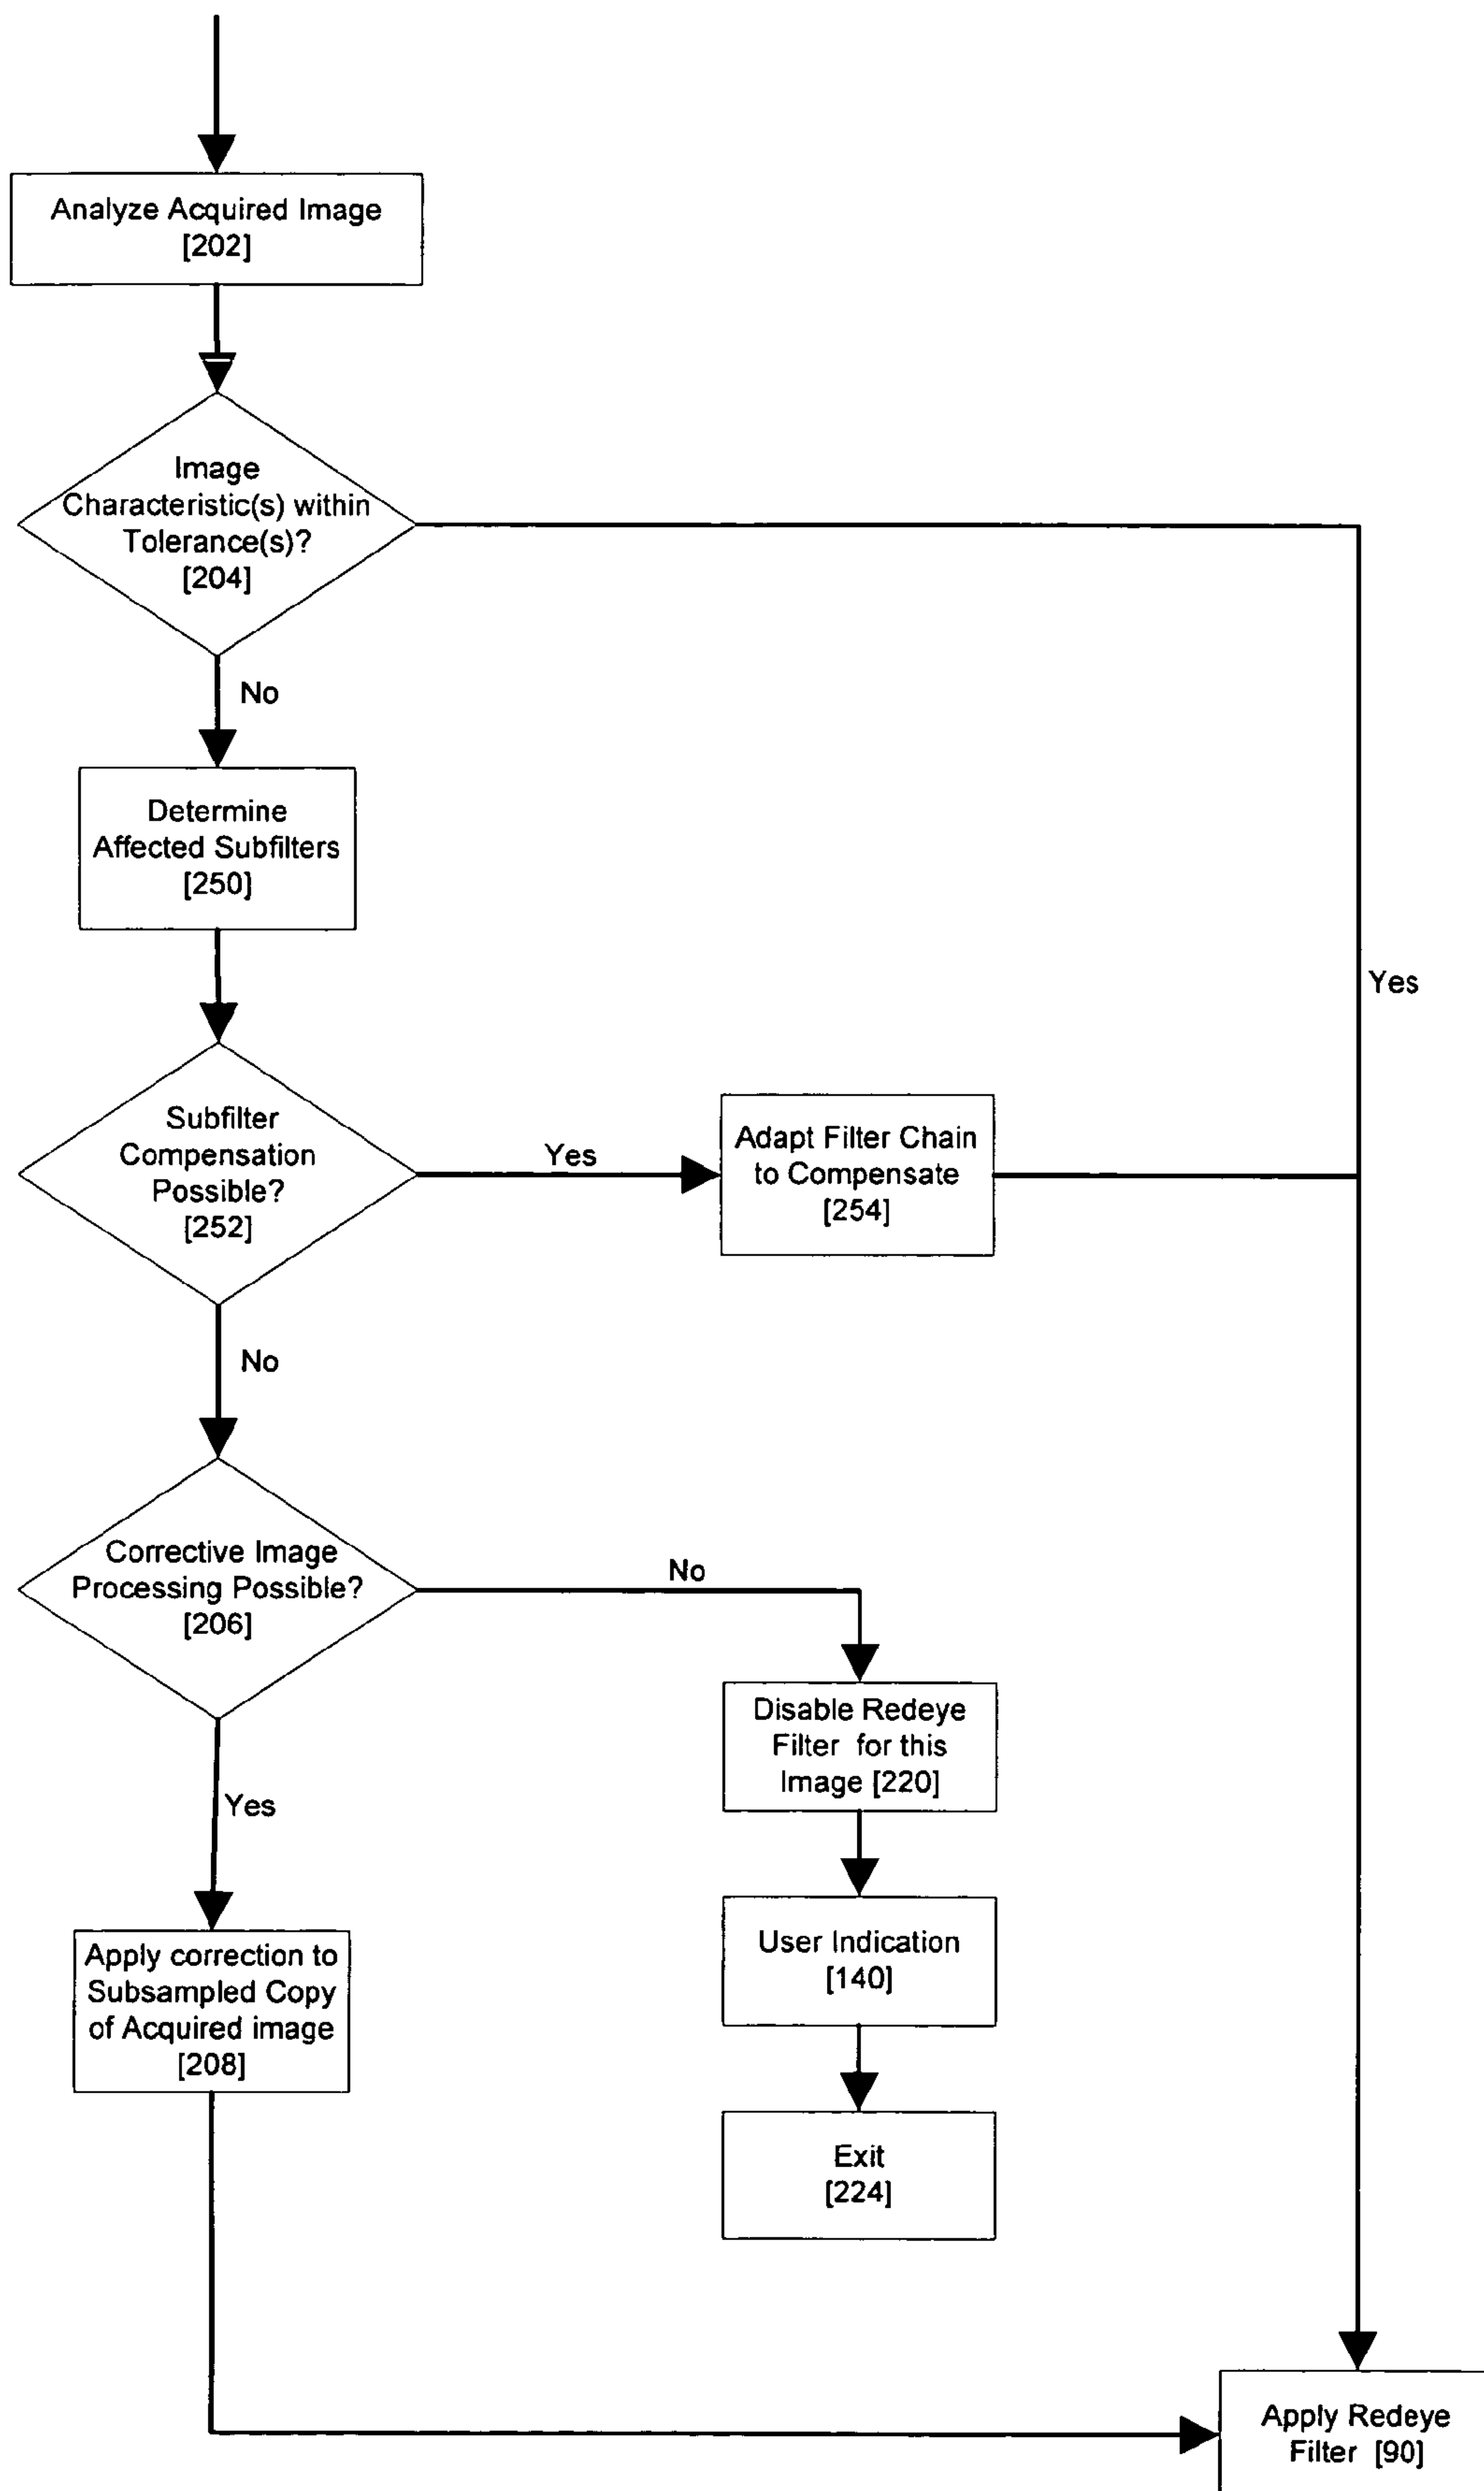 Analyze Acquired Image
[202]
Image
Characteristic(s) within
Tolerance(s)?
[204]
No
Determine
Affected Subfilters
[250]
Yes
Subfilter
Compensation
Possible?
[252]
Yes
Adapt Filter Chain
to Compensate
[254]
No
Corrective Image
Processing Possible?
[206]
No
Disable Redeye
Filter for this
Image [220]
Yes
User Indication
[140]
Apply correction to
Subsampled Copy
of Acquired image
[208]
Exit
[224]
Apply Redeye
Filter [90]